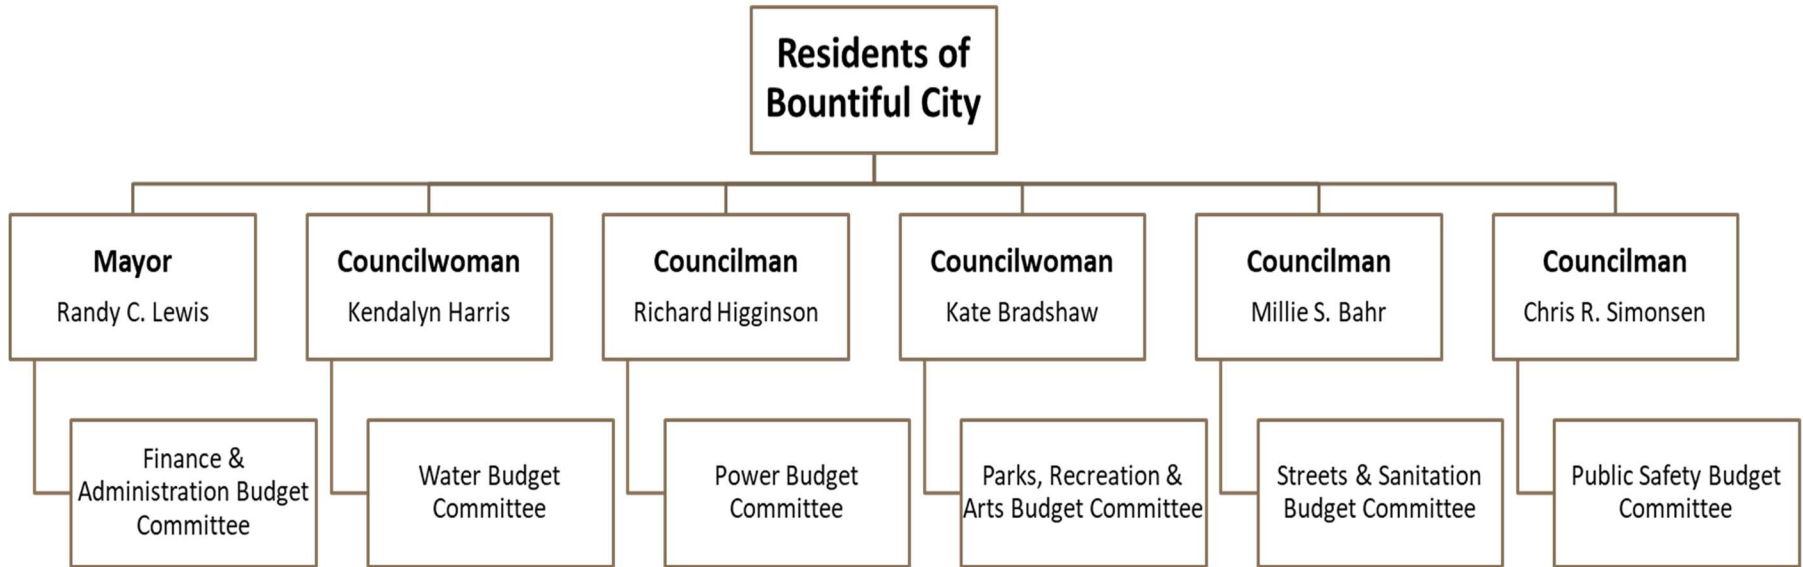 Residents of
Bountiful City
Mayor
Randy C. Lewis
Councilwoman
Kendalyn Harris
Councilman
Richard Higginson
Councilwoman
Kate Bradshaw
Councilman
Millie S. Bahr
Councilman
Chris R. Simonsen
Finance &
Administration Budget
Committee
Water Budget
Committee
Power Budget
Committee
Parks, Recreation &
Arts Budget Committee
Streets & Sanitation
Budget Committee
Public Safety Budget
Committee